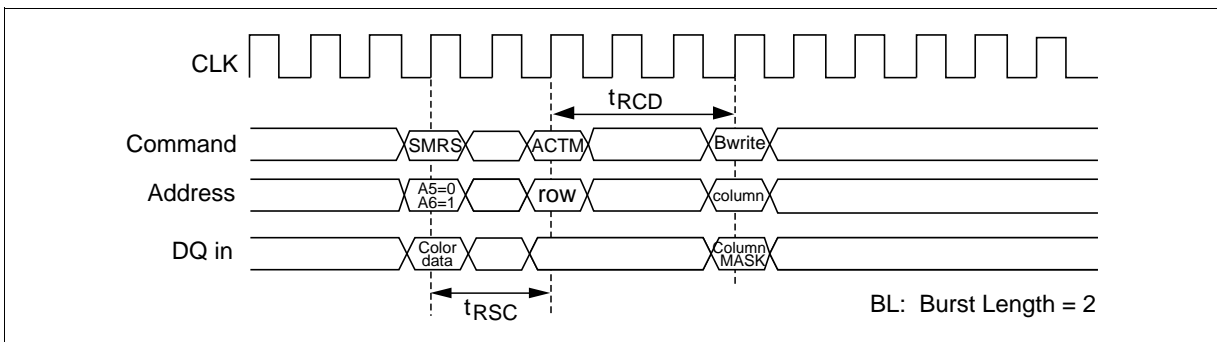 CLK
tRCD
Command SMRS ACTM Bwrite
Address A5=0 A6=1 row column
DQ in Color data Column MASK
tRSC
BL: Burst Length = 2